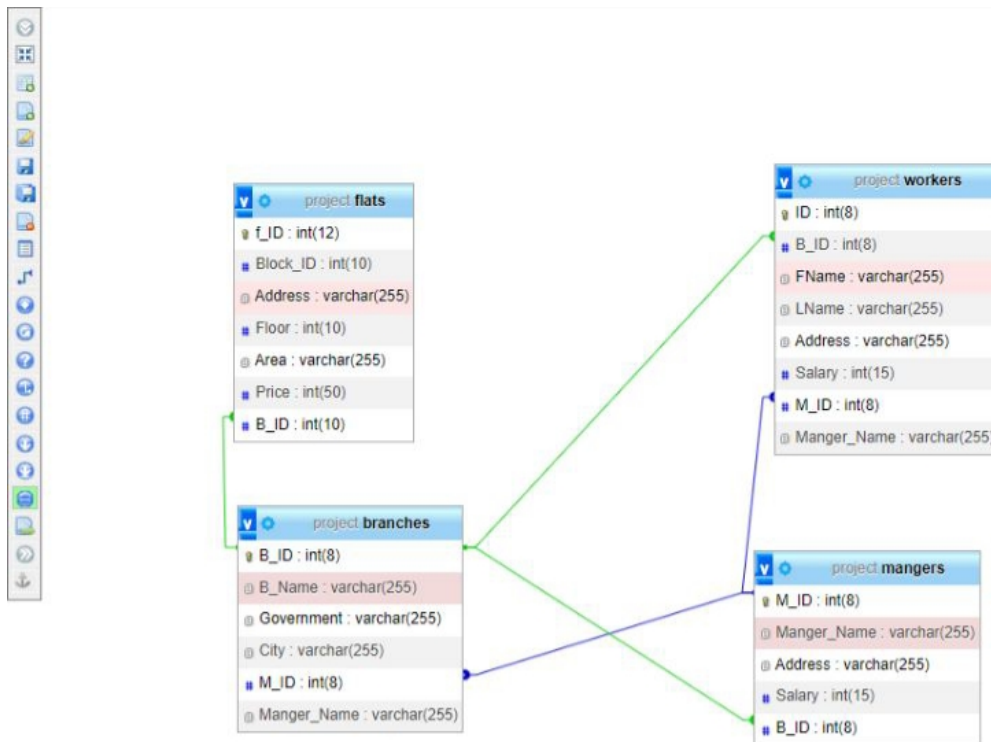 project flats
f_ID : int(12)
Block_ID : int(10)
Address : varchar(255)
Floor : int(10)
Area : varchar(255)
Price : int(50)
B_ID : int(10)
project workers
ID : int(8)
B_ID : int(8)
FName : varchar(255)
LName : varchar(255)
Address : varchar(255)
Salary : int(15)
M_ID : int(8)
Manger_Name : varchar(255
project branches
B_ID : int(8)
B_Name : varchar(255)
Government : varchar(255)
City : varchar(255)
M_ID : int(8)
Manger_Name : varchar(255)
project mangers
M_ID : int(8)
Manger_Name : varchar(255)
Address : varchar(255)
Salary : int(15)
B_ID : int(8)